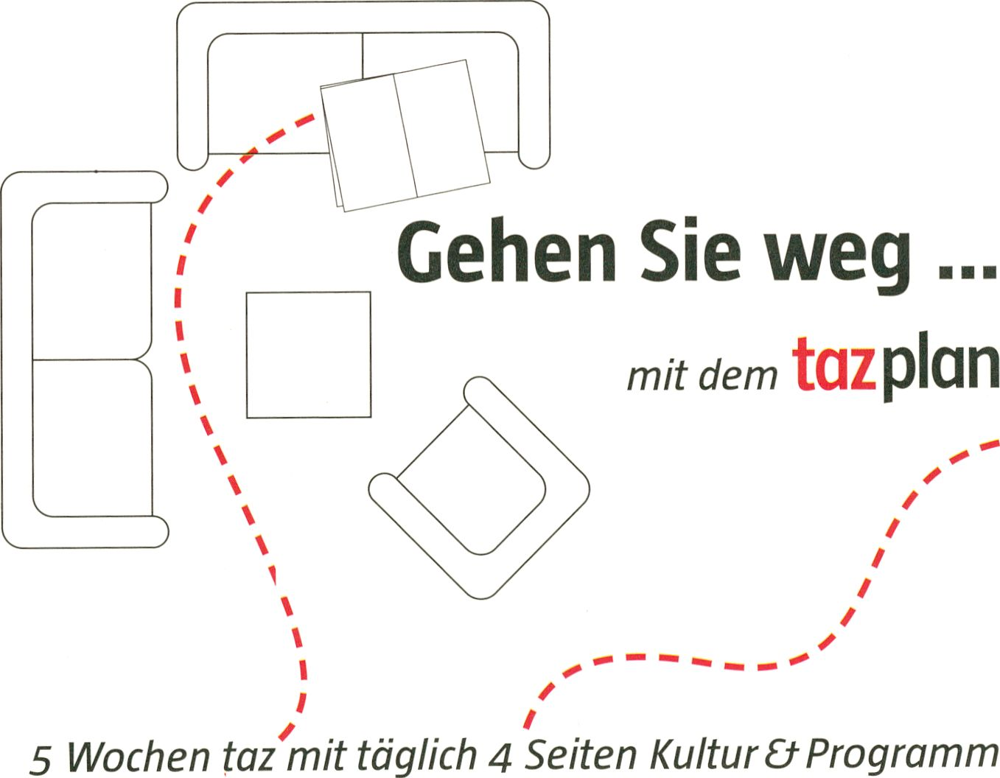 Gehen Sie weg ...
mit dem tazplan
5 Wochen taz mit täglich 4 Seiten Kultur & Programm